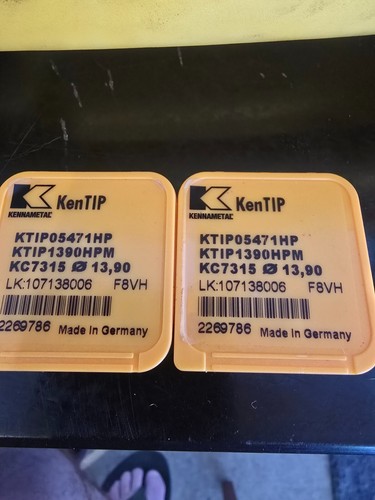 KenTIP
KENNAMETAL
KTIP05471HP
KTIP1390HPM
KC7315 Ø 13,90
LK:107138006 F8VH
2269786 Made in Germany
KenTIP
KENNAMETAL
KTIP05471HP
KTIP1390HPM
KC7315 Ø 13,90
LK:107138006 F8VH
2269786 Made in Germany